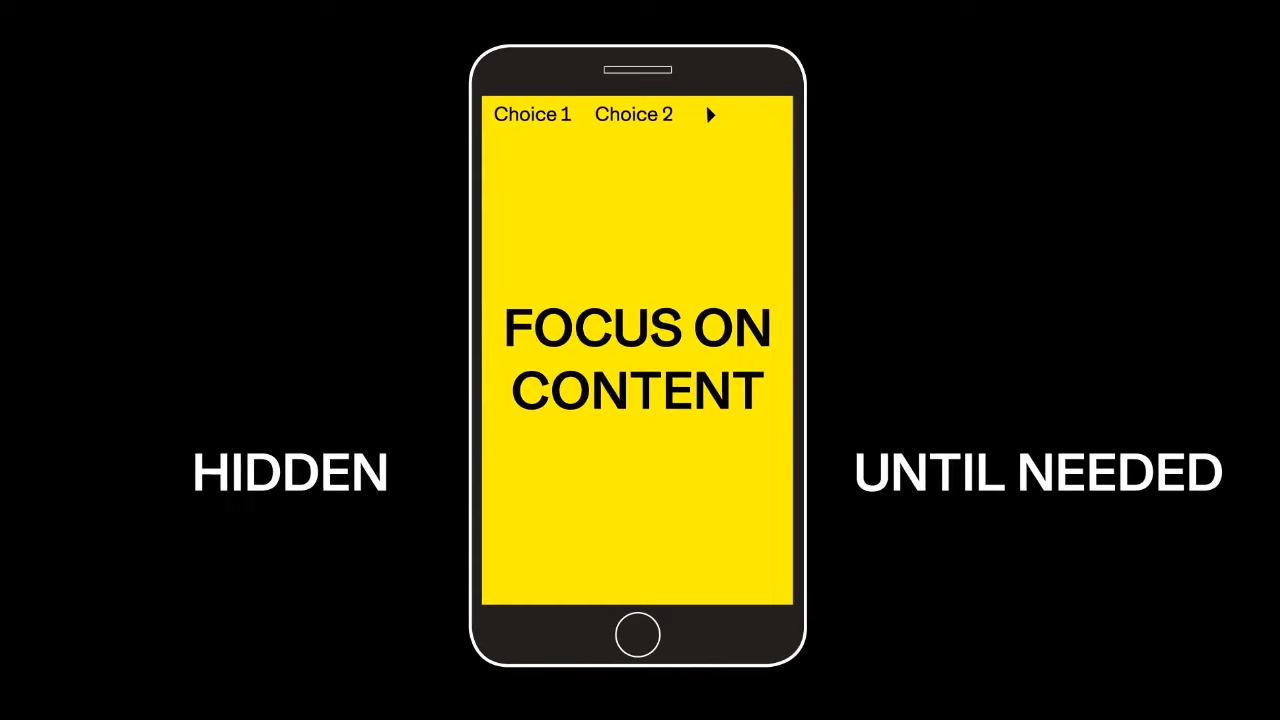 Choice 1 Choice 2
FOCUS ON
CONTENT
HIDDEN
UNTIL NEEDED